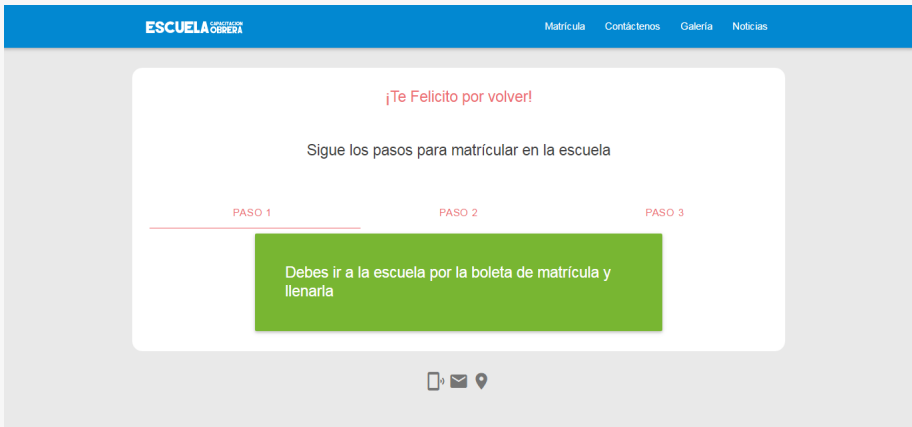 ESCUELA CAPACITACION OBRERA
Matrícula Contáctenos Galería Noticias
¡Te Felicito por volver!
Sigue los pasos para matrícular en la escuela
PASO 1 PASO 2 PASO 3
Debes ir a la escuela por la boleta de matrícula y
llenarla